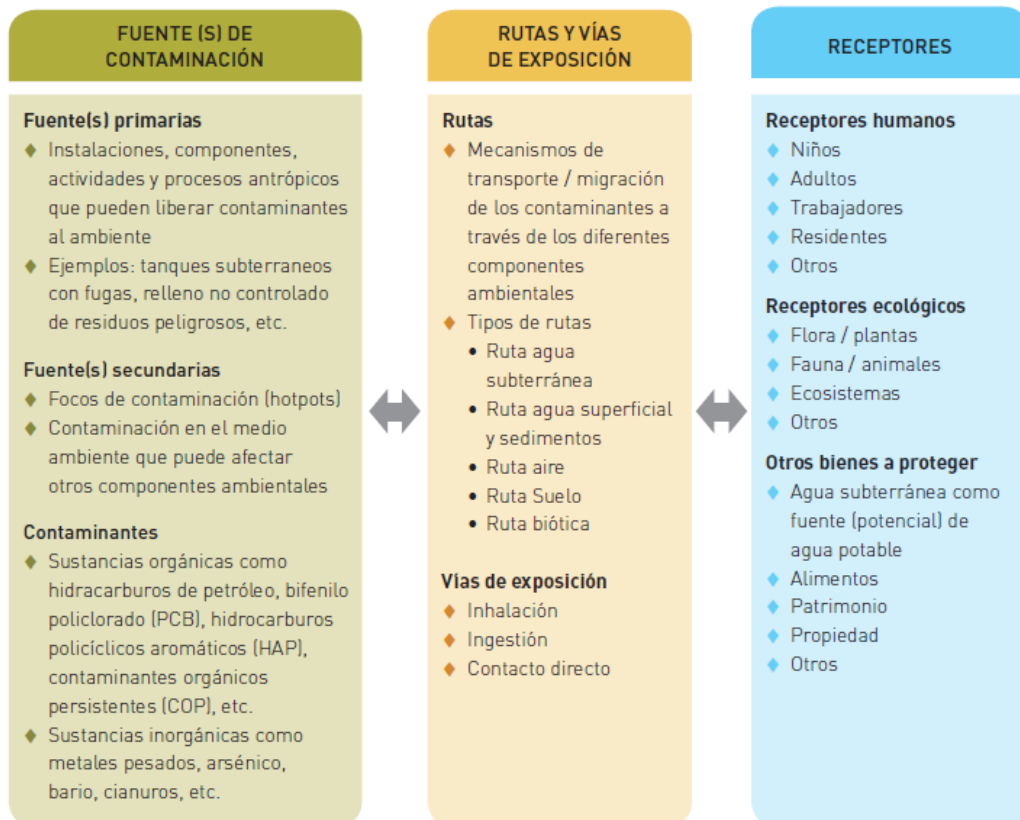 FUENTE (S) DE
CONTAMINACIÓN
Fuente(s) primarias
♦ Instalaciones, componentes,
actividades y procesos antrópicos
que pueden liberar contaminantes
al ambiente
♦ Ejemplos: tanques subterraneos
con fugas, relleno no controlado
de residuos peligrosos, etc.
Fuente(s) secundarias
♦ Focos de contaminación (hotpots)
♦ Contaminación en el medio
ambiente que puede afectar
otros componentes ambientales
Contaminantes
♦ Sustancias orgánicas como
hidracarburos de petróleo, bifenilo
policlorado (PCB), hidrocarburos
policíclicos aromáticos (HAP),
contaminantes orgánicos
persistentes (COP), etc.
♦ Sustancias inorgánicas como
metales pesados, arsénico,
bario, cianuros, etc.
RUTAS Y VÍAS
DE EXPOSICIÓN
Rutas
♦ Mecanismos de
transporte / migración
de los contaminantes a
través de los diferentes
componentes
ambientales
♦ Tipos de rutas
• Ruta agua
subterránea
• Ruta agua superficial
y sedimentos
• Ruta aire
• Ruta Suelo
• Ruta biótica
Vías de exposición
♦ Inhalación
♦ Ingestión
♦ Contacto directo
RECEPTORES
Receptores humanos
♦ Niños
♦ Adultos
♦ Trabajadores
♦ Residentes
♦ Otros
Receptores ecológicos
♦ Flora / plantas
♦ Fauna / animales
♦ Ecosistemas
♦ Otros
Otros bienes a proteger
♦ Agua subterránea como
fuente (potencial) de
agua potable
♦ Alimentos
♦ Patrimonio
♦ Propiedad
♦ Otros